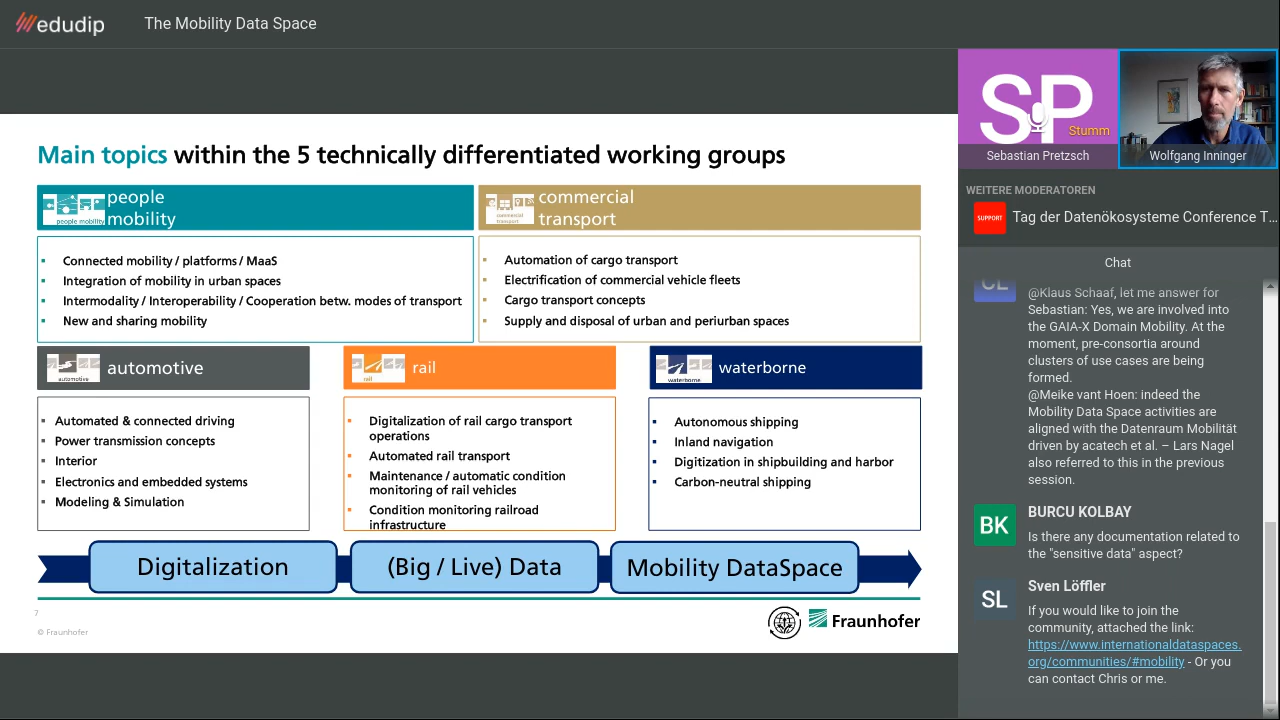 edudip
The Mobility Data Space
Main topics within the 5 technically differentiated working groups
people mobility
people
mobility
commercial
transport
commercial
transport
▪ Connected mobility / platforms / MaaS
▪ Integration of mobility in urban spaces
▪ Intermodality / Interoperability / Cooperation betw. modes of transport
▪ New and sharing mobility
▪ Automation of cargo transport
▪ Electrification of commercial vehicle fleets
▪ Cargo transport concepts
▪ Supply and disposal of urban and periurban spaces
automotive
automotive
rail
rail
waterborne
waterborne
▪ Automated & connected driving
▪ Power transmission concepts
▪ Interior
▪ Electronics and embedded systems
▪ Modeling & Simulation
▪ Digitalization of rail cargo transport
operations
▪ Automated rail transport
▪ Maintenance / automatic condition
monitoring of rail vehicles
▪ Condition monitoring railroad
infrastructure
▪ Autonomous shipping
▪ Inland navigation
▪ Digitization in shipbuilding and harbor
▪ Carbon-neutral shipping
Digitalization
(Big / Live) Data
Mobility DataSpace
7
© Fraunhofer
Fraunhofer
SP
Stumm
Sebastian Pretzsch
Wolfgang Inninger
WEITERE MODERATOREN
SUPPORT
Tag der Datenökosysteme Conference T...
Chat
CL
@Klaus Schaaf, let me answer for
Sebastian: Yes, we are involved into
the GAIA-X Domain Mobility. At the
moment, pre-consortia around
clusters of use cases are being
formed.
@Meike vant Hoen: indeed the
Mobility Data Space activities are
aligned with the Datenraum Mobilität
driven by acatech et al. – Lars Nagel
also referred to this in the previous
session.
BK
BURCU KOLBAY
Is there any documentation related to
the "sensitive data" aspect?
SL
Sven Löffler
If you would like to join the
community, attached the link:
https://www.internationaldataspaces.
org/communities/#mobility - Or you
can contact Chris or me.